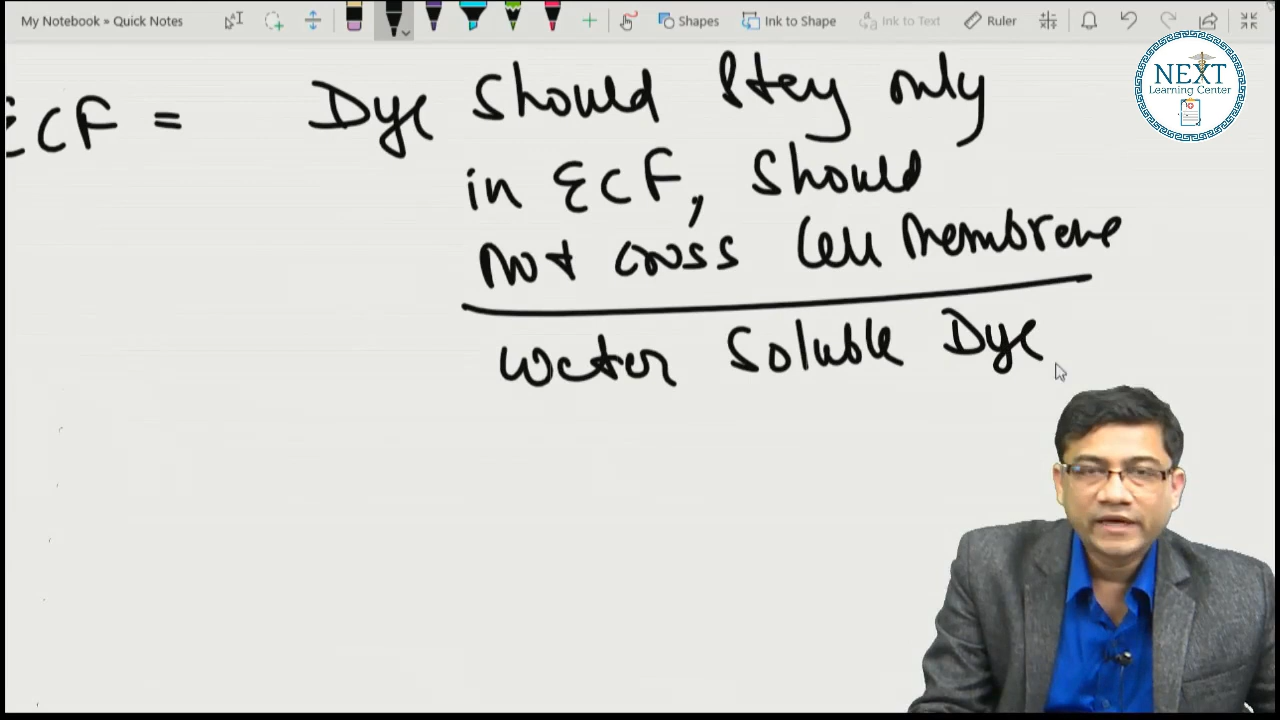 My Notebook » Quick Notes
Shapes
Ink to Shape
Ink to Text
Ruler
NEXT
Learning Center
ECF = Dye Should Stay only
in ECF, Should
not cross Cell membrane
Water Soluble Dye